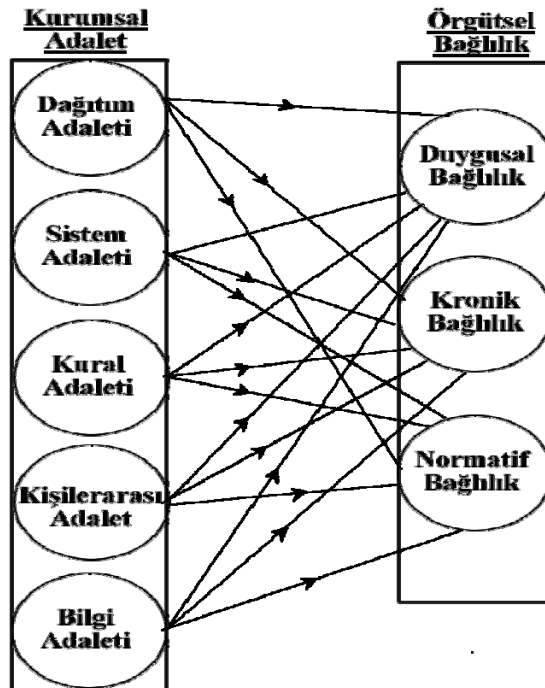 Kurumsal
Adalet
Dağıtım
Adaleti
Sistem
Adaleti
Kural
Adaleti
Kişilerarası
Adalet
Bilgi
Adaleti
Örgütsel
Bağlılık
Duygusal
Bağlılık
Kronik
Bağlılık
Normatif
Bağlılık